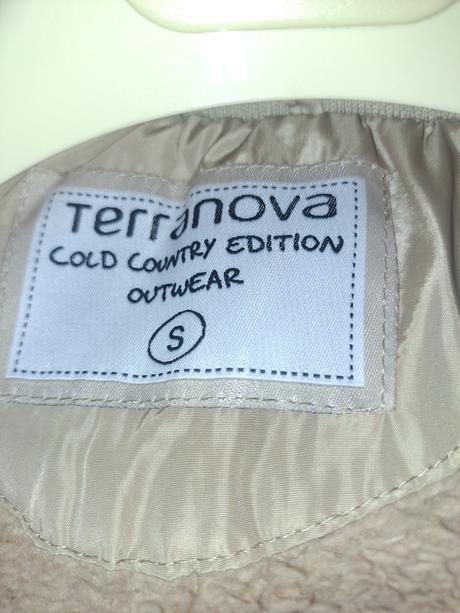 Terranova
COLD COUNTRY EDITION
OUTWEAR
S